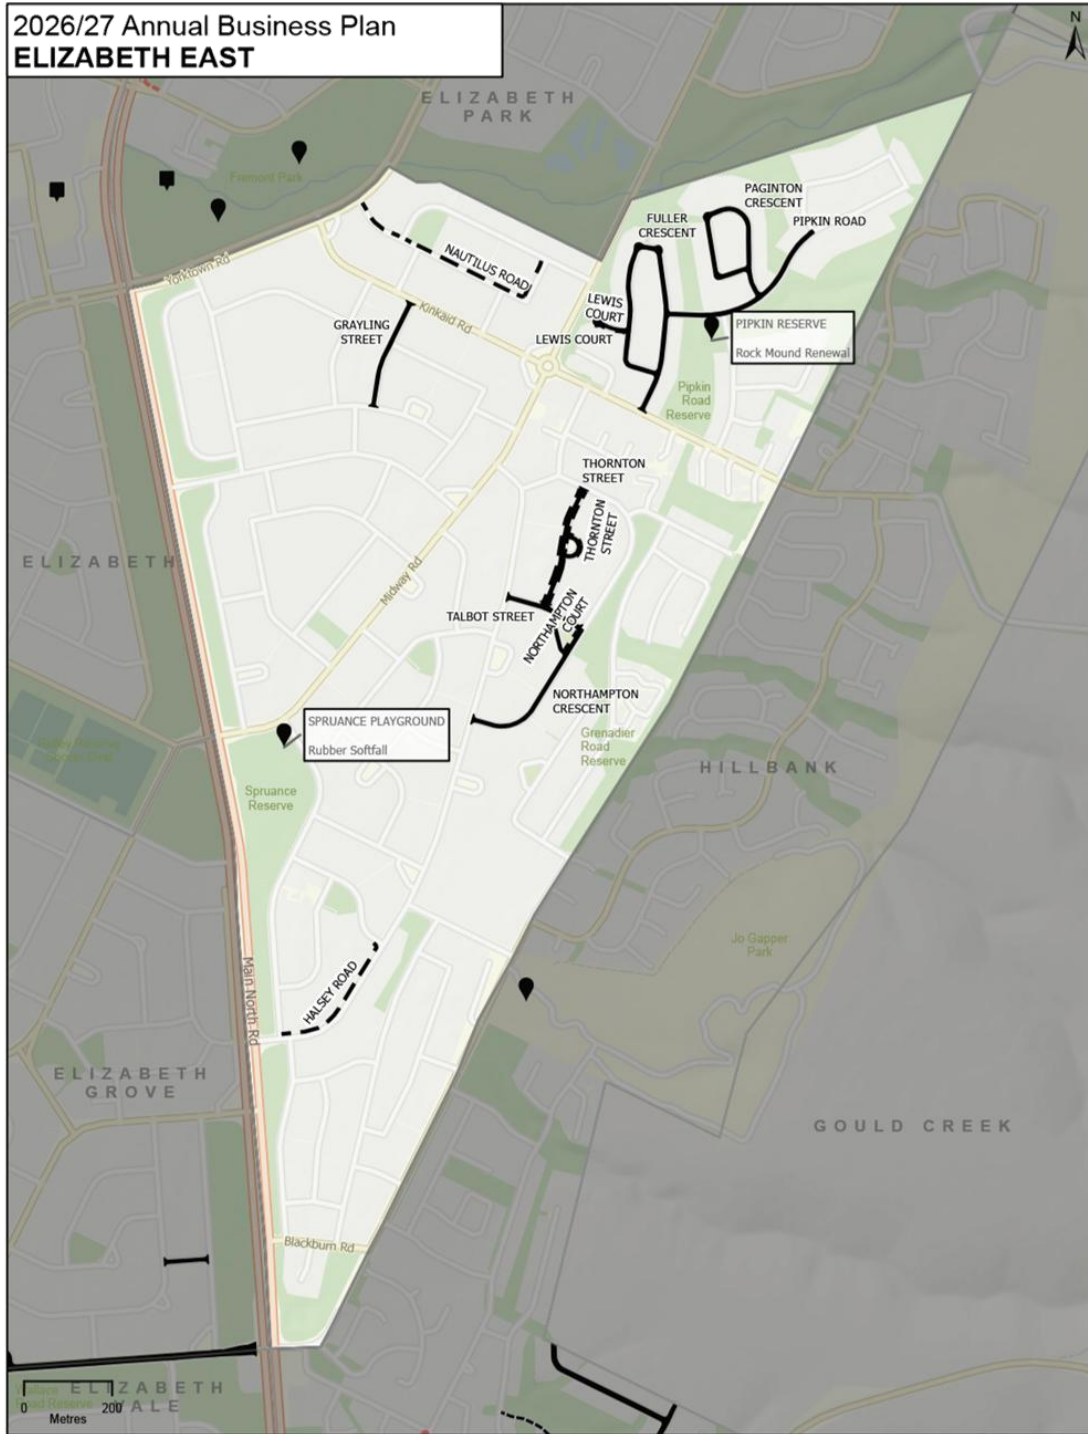 2026/27 Annual Business Plan
ELIZABETH EAST
N
ELIZABETH
PARK
Fremont Park
PAGINTON
CRESCENT
FULLER
CRESCENT
PIPKIN ROAD
NAUTILUS ROAD
Yorktown Rd
LEWIS
COURT
Kinkaid Rd
GRAYLING
STREET
LEWIS COURT
PIPKIN RESERVE
Rock Mound Renewal
Pipkin
Road
Reserve
THORNTON
STREET
THORNTON
STREET
ELIZABETH
Midway Rd
TALBOT STREET
NORTHAMPTON
COURT
NORTHAMPTON
CRESCENT
SPRUANCE PLAYGROUND
Rubber Softfall
Grenadier
Road
Reserve
HILLBANK
Spruance
Reserve
Jo Gapper
Park
HALSEY ROAD
Main North Rd
ELIZABETH
GROVE
GOULD CREEK
Blackburn Rd
ELIZABETH
VALE
Road Reserve
0 200
Metres